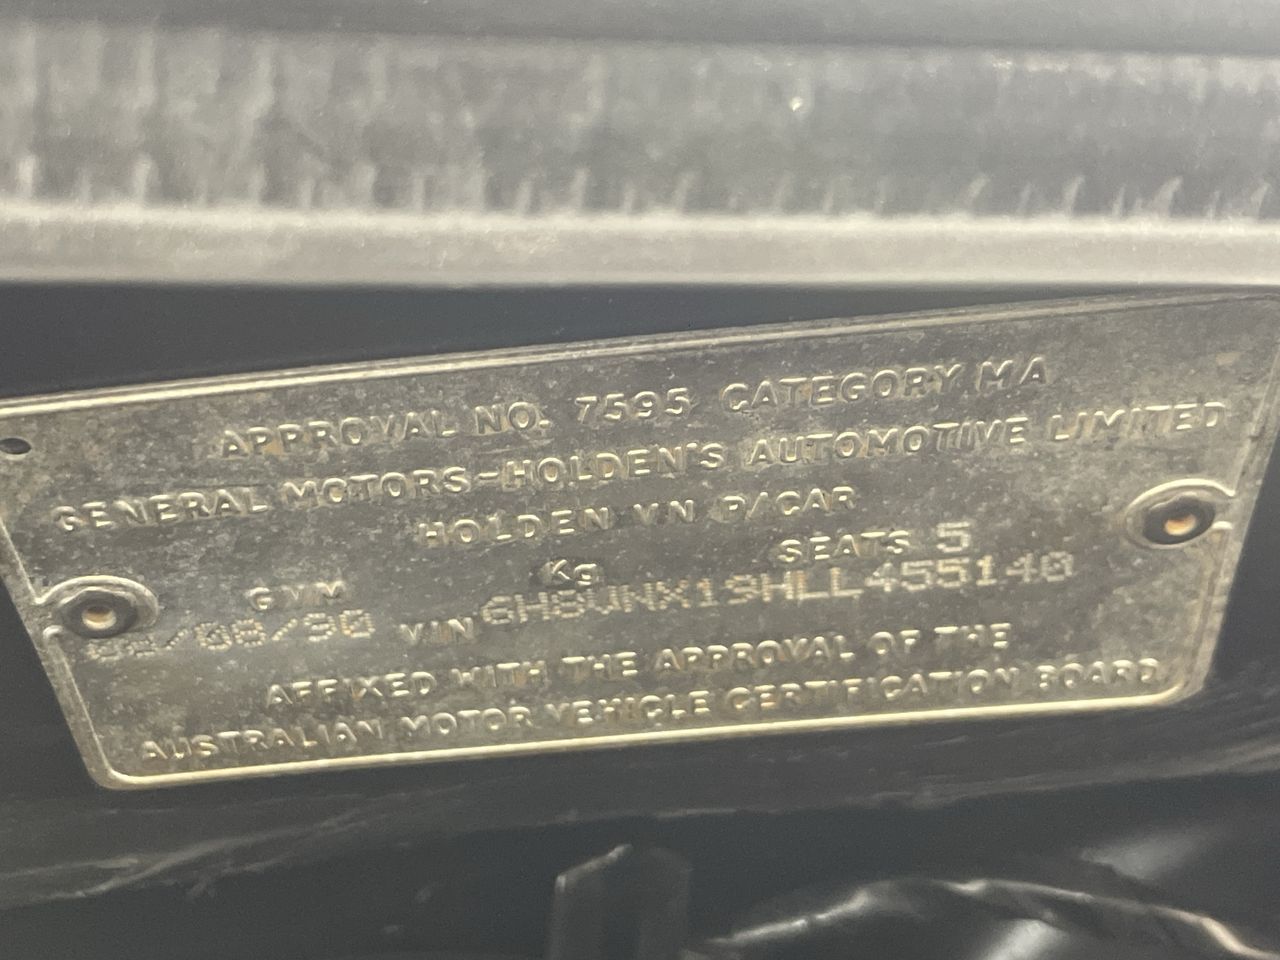 APPROVAL NO. 7595 CATEGORY MA
GENERAL MOTORS-HOLDEN'S AUTOMOTIVE LIMITED
HOLDEN VN P/CAR
GVM Kg SEATS 5
/08/90 VIN 6H8VNX19HLL455140
AFFIXED WITH THE APPROVAL OF THE
AUSTRALIAN MOTOR VEHICLE CERTIFICATION BOARD